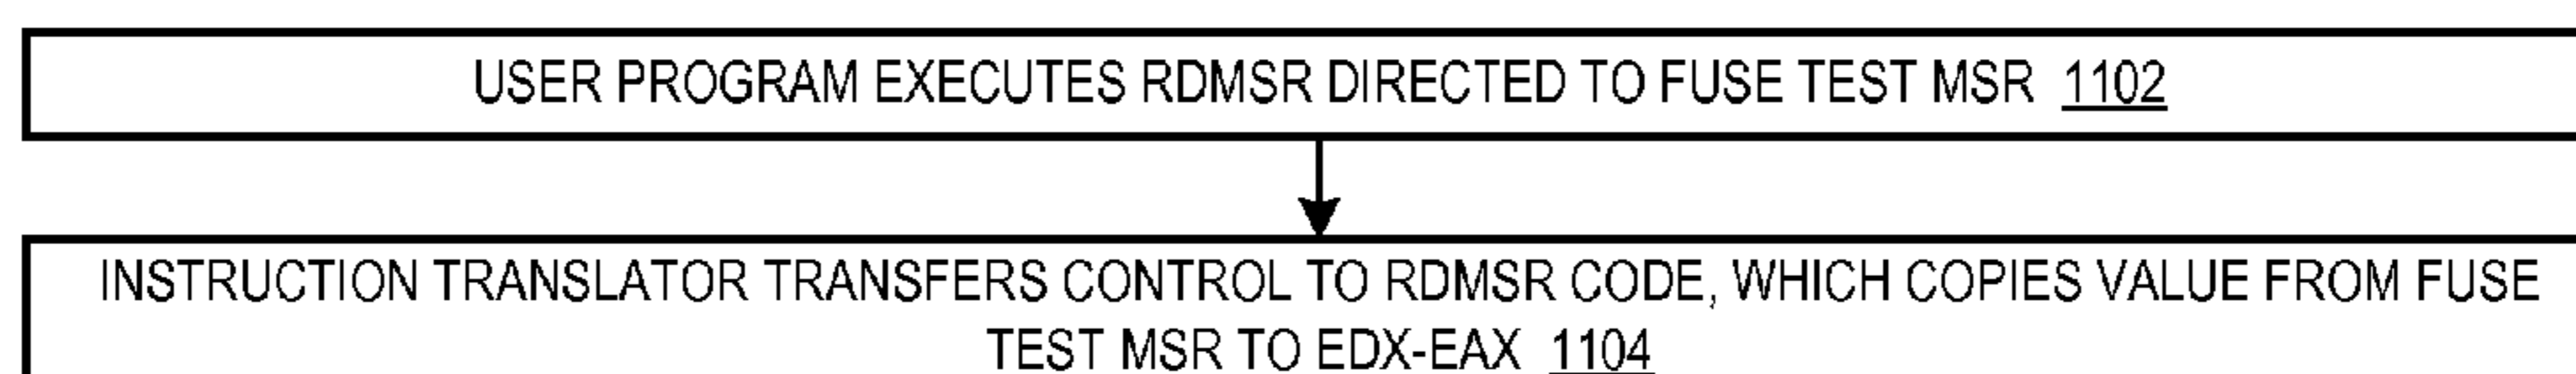 USER PROGRAM EXECUTES RDMSR DIRECTED TO FUSE TEST MSR 1102
INSTRUCTION TRANSLATOR TRANSFERS CONTROL TO RDMSR CODE, WHICH COPIES VALUE FROM FUSE
TEST MSR TO EDX-EAX 1104